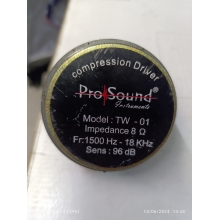 compression Driver
Pro Sound
Instruments
Model : TW - 01
Impedance 8 Ω
Fr: 1500 Hz - 18 KHz
Sens : 96 dB